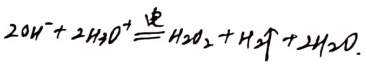 2OH⁻ + 2H₃O⁺ 电═ H₂O₂ + H₂↑ + 2H₂O.